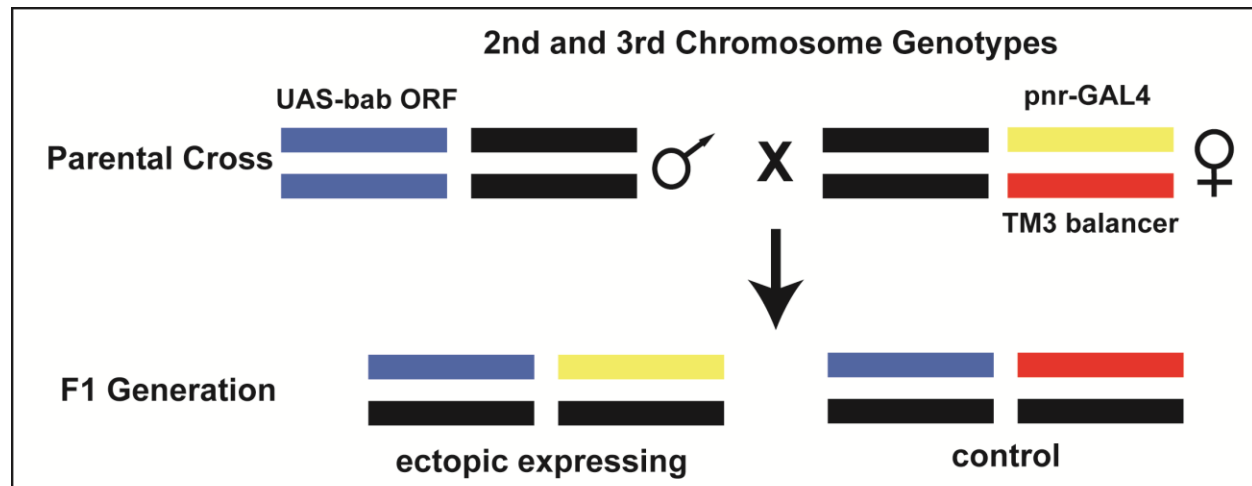 2nd and 3rd Chromosome Genotypes
UAS-bab ORF
pnr-GAL4
Parental Cross
X
TM3 balancer
F1 Generation
ectopic expressing
control